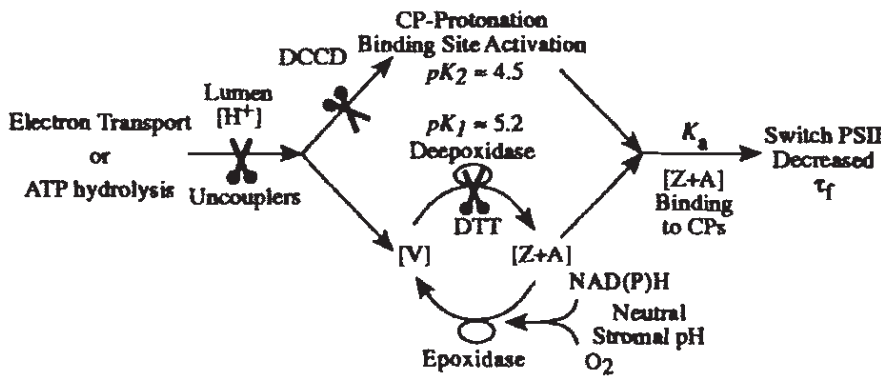 CP-Protonation
Binding Site Activation
pK2 ≈ 4.5
DCCD
Lumen
[H+]
Electron Transport
or
ATP hydrolysis
Uncouplers
pK1 ≈ 5.2
Deepoxidase
DTT
[V]
[Z+A]
Ka
[Z+A]
Binding
to CPs
Switch PSII
Decreased
τf
NAD(P)H
Neutral
Stromal pH
O2
Epoxidase